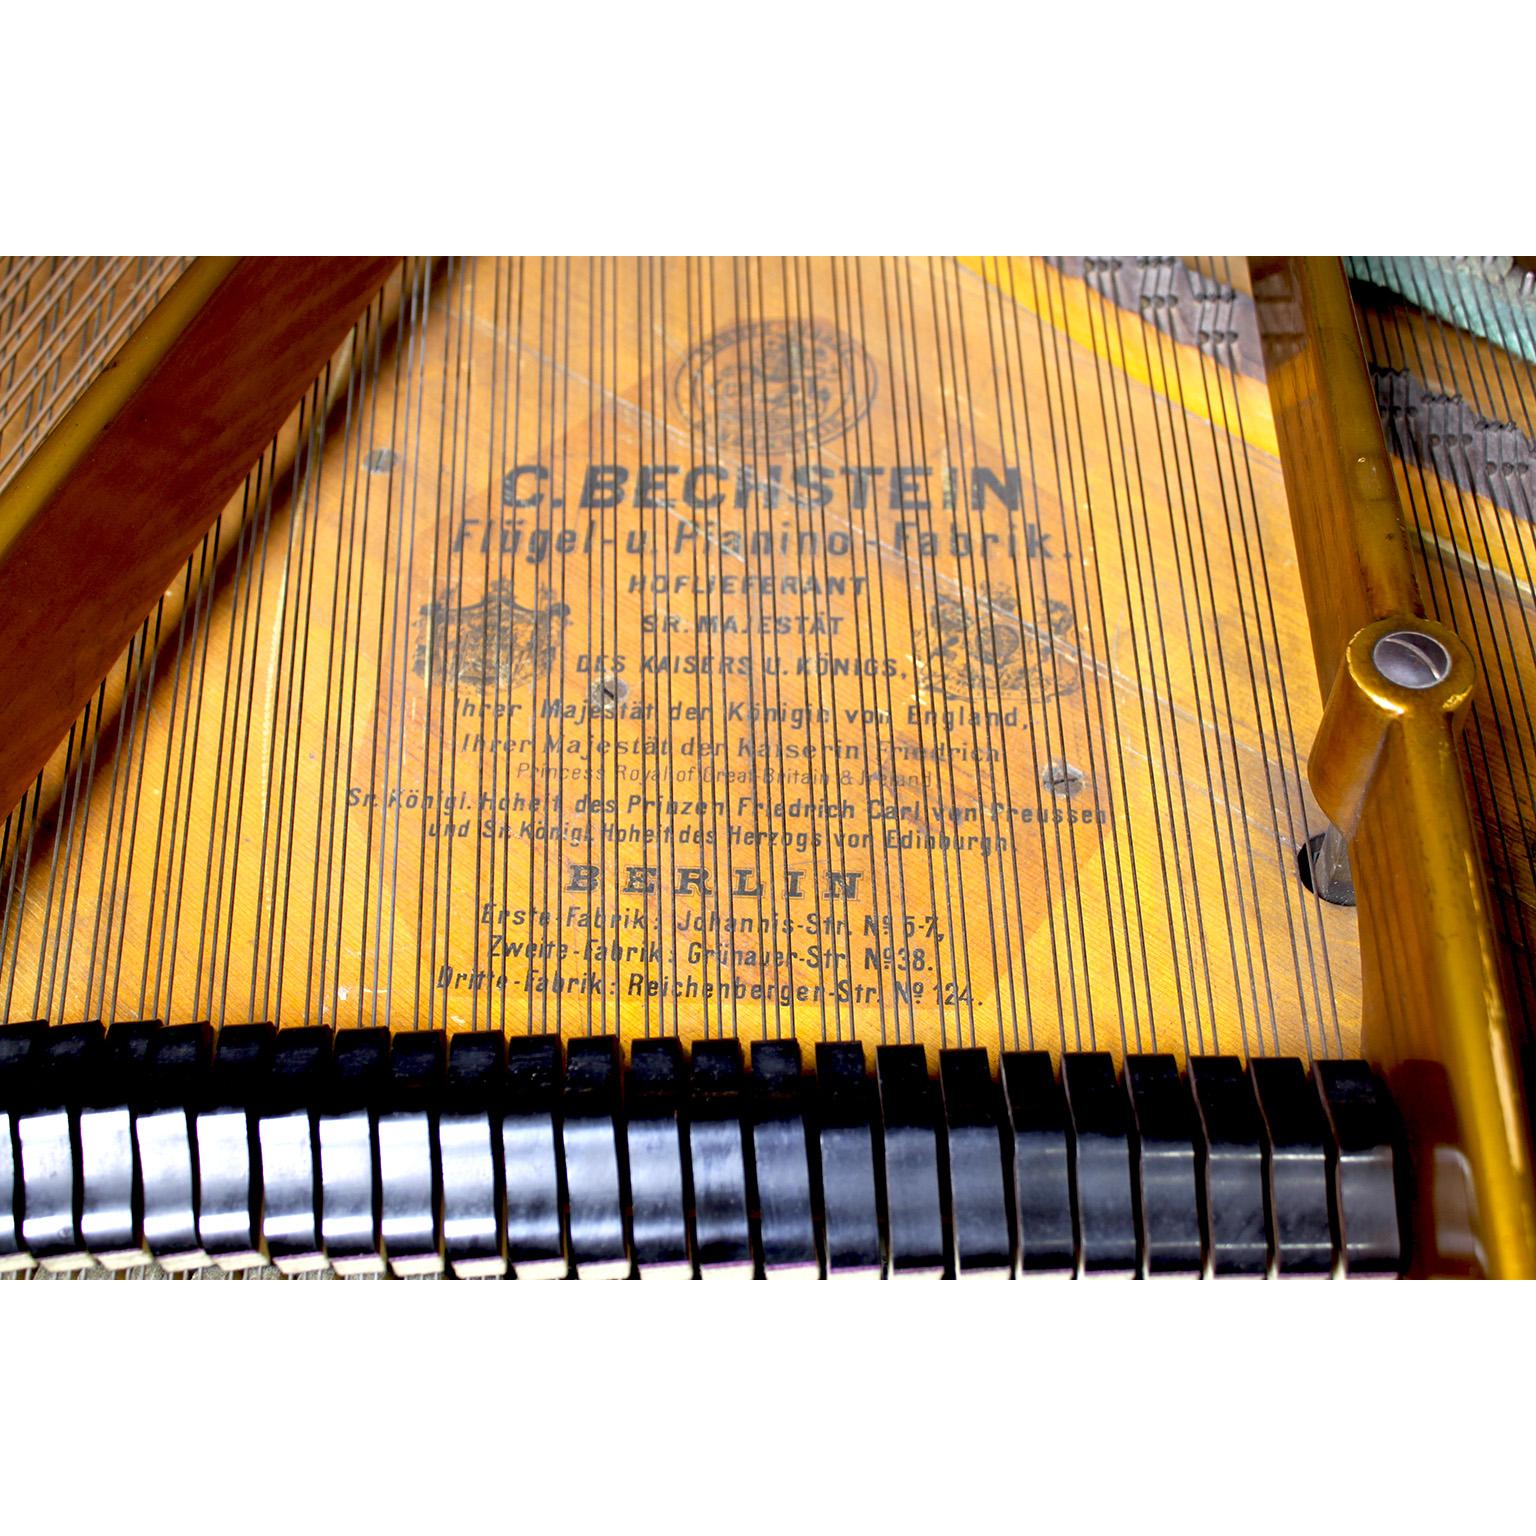 C. BECHSTEIN
Flügel- u. Pianino-Fabrik.
HOFLIEFERANT
SR. MAJESTÄT
DES KAISERS U. KÖNIGS,
Ihrer Majestät der Königin von England,
Ihrer Majestät der Kaiserin Friedrich
Princess Royal of Great-Britain & Ireland
Sr. Königl. Hoheit des Prinzen Friedrich Carl von Preussen
und Sr. Königl. Hoheit des Herzogs von Edinburgh.
BERLIN
Erste-Fabrik: Johannis-Str. Nº 5-7,
Zweite-Fabrik: Grünauer-Str. Nº 38.
Dritte-Fabrik: Reichenberger-Str. Nº 124.